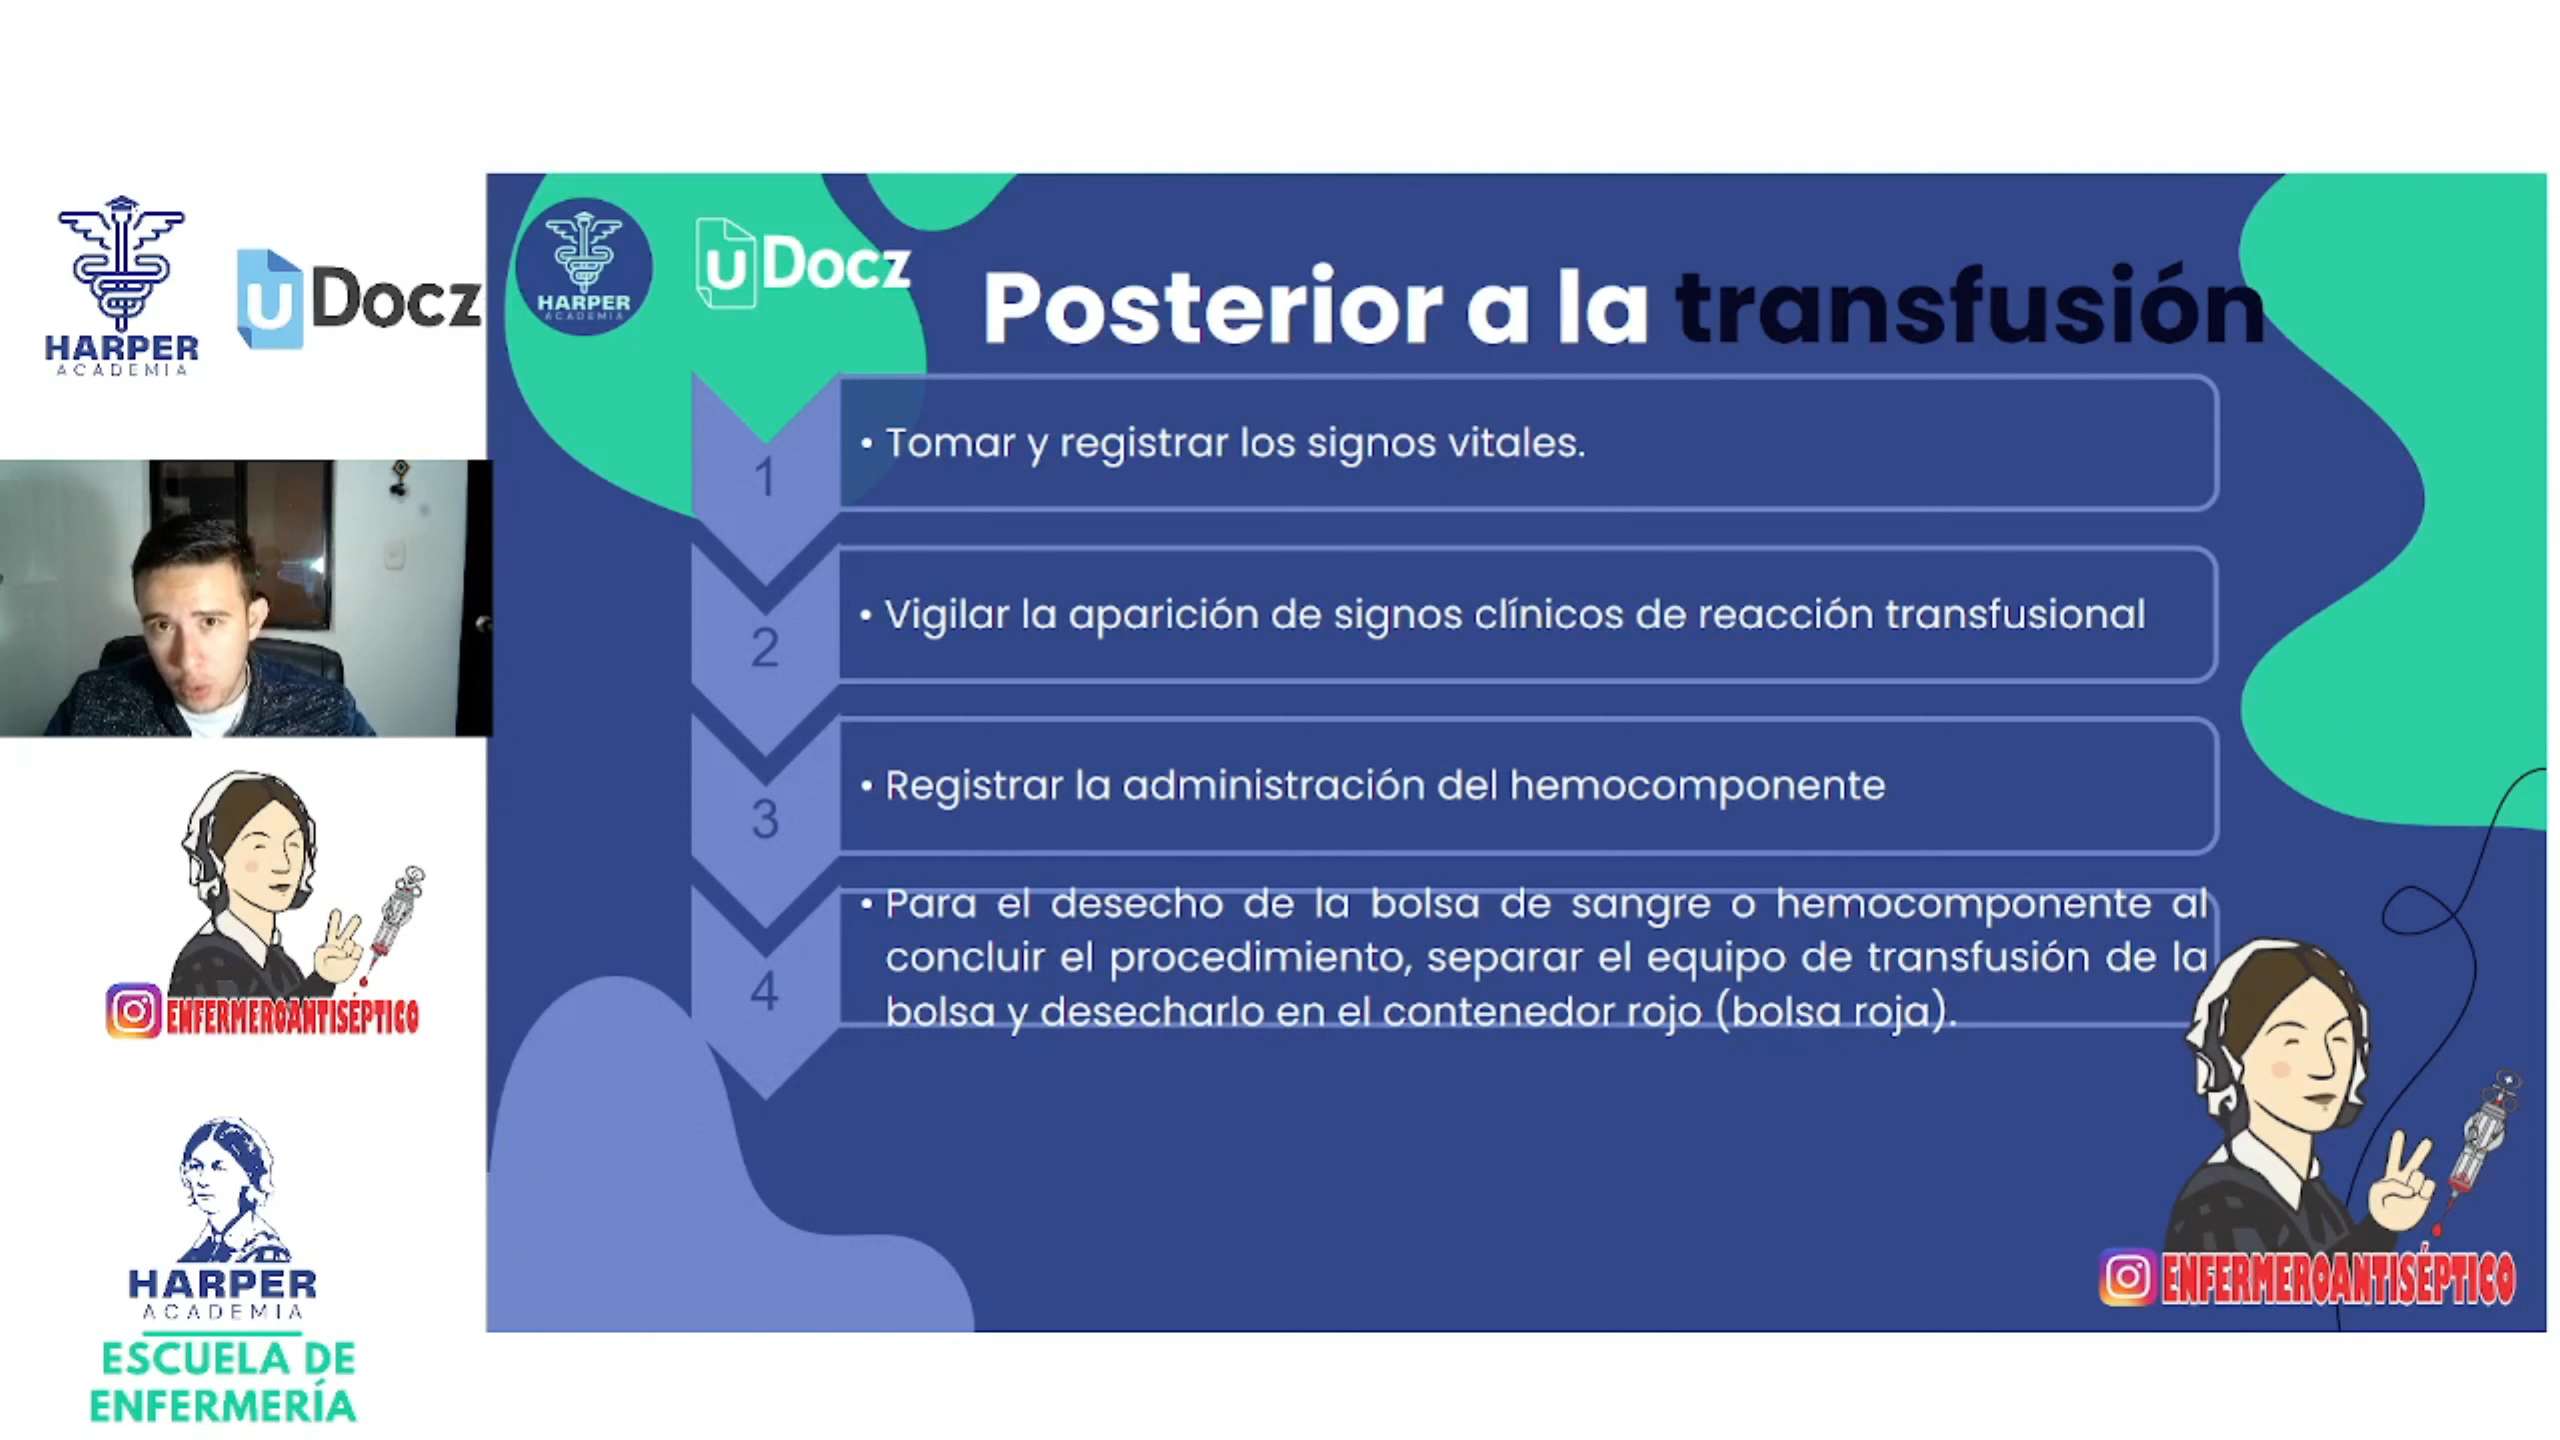 HARPER
ACADEMIA
UDocz
HARPER
ACADEMIA
UDocz
Posterior a la transfusión
1
• Tomar y registrar los signos vitales.
2
• Vigilar la aparición de signos clínicos de reacción transfusional
3
• Registrar la administración del hemocomponente
4
• Para el desecho de la bolsa de sangre o hemocomponente al
concluir el procedimiento, separar el equipo de transfusión de la
bolsa y desecharlo en el contenedor rojo (bolsa roja).
ENFERMEROANTISÉPTICO
ENFERMEROANTISÉPTICO
HARPER
ACADEMIA
ESCUELA DE
ENFERMERÍA